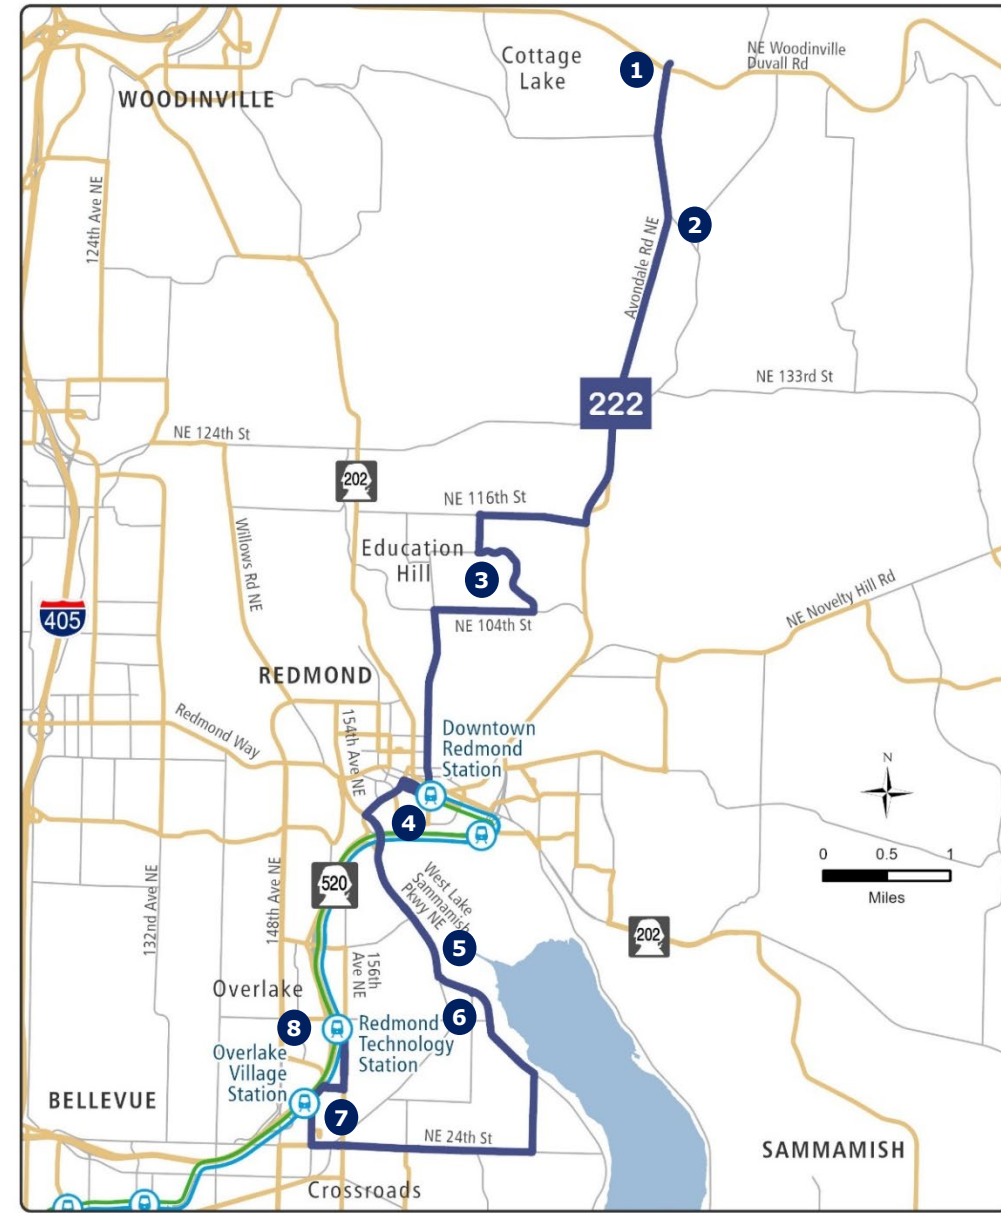 Cottage
Lake
1
NE Woodinville
Duvall Rd
WOODINVILLE
124th Ave NE
2
Avondale Rd NE
NE 133rd St
222
NE 124th St
202
NE 116th St
Willows Rd NE
Education
Hill
3
NE Novelty Hill Rd
405
NE 104th St
REDMOND
Redmond Way
154th Ave NE
Downtown
Redmond
Station
N
4
0 0.5 1
Miles
520
West Lake
Sammamish
Pkwy NE
132nd Ave NE
148th Ave NE
202
5
156th
Ave NE
Overlake
6
8
Redmond
Technology
Station
Overlake
Village
Station
BELLEVUE
7
NE 24th St
SAMMAMISH
Crossroads